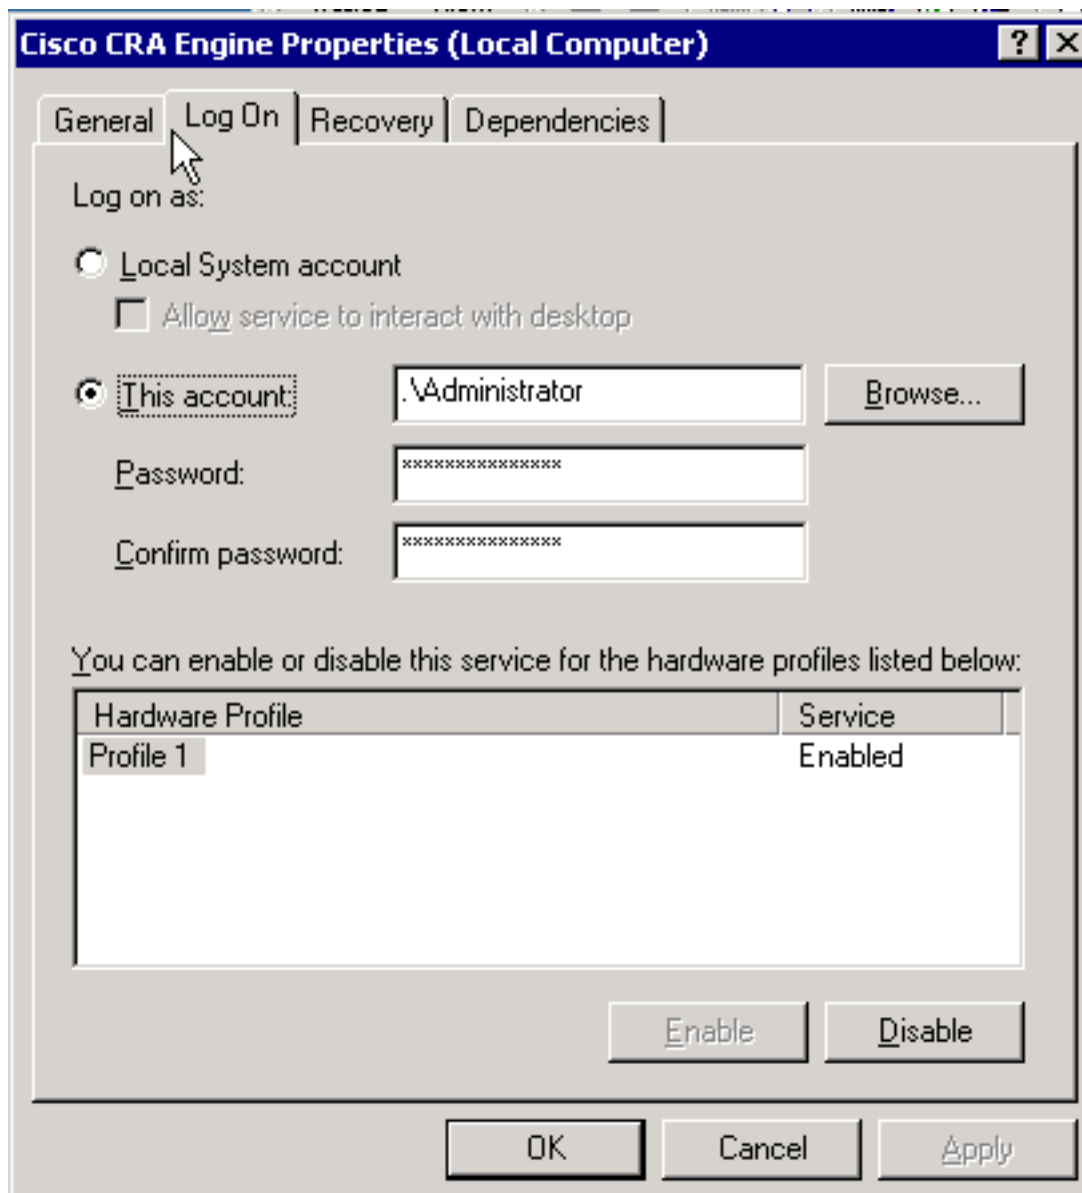 Cisco CRA Engine Properties (Local Computer)
General Log On Recovery Dependencies
Log on as:
Local System account
Allow service to interact with desktop
This account: .\Administrator Browse...
Password: ***************
Confirm password: ***************
You can enable or disable this service for the hardware profiles listed below:
Hardware Profile Service
Profile 1 Enabled
Enable Disable
OK Cancel Apply